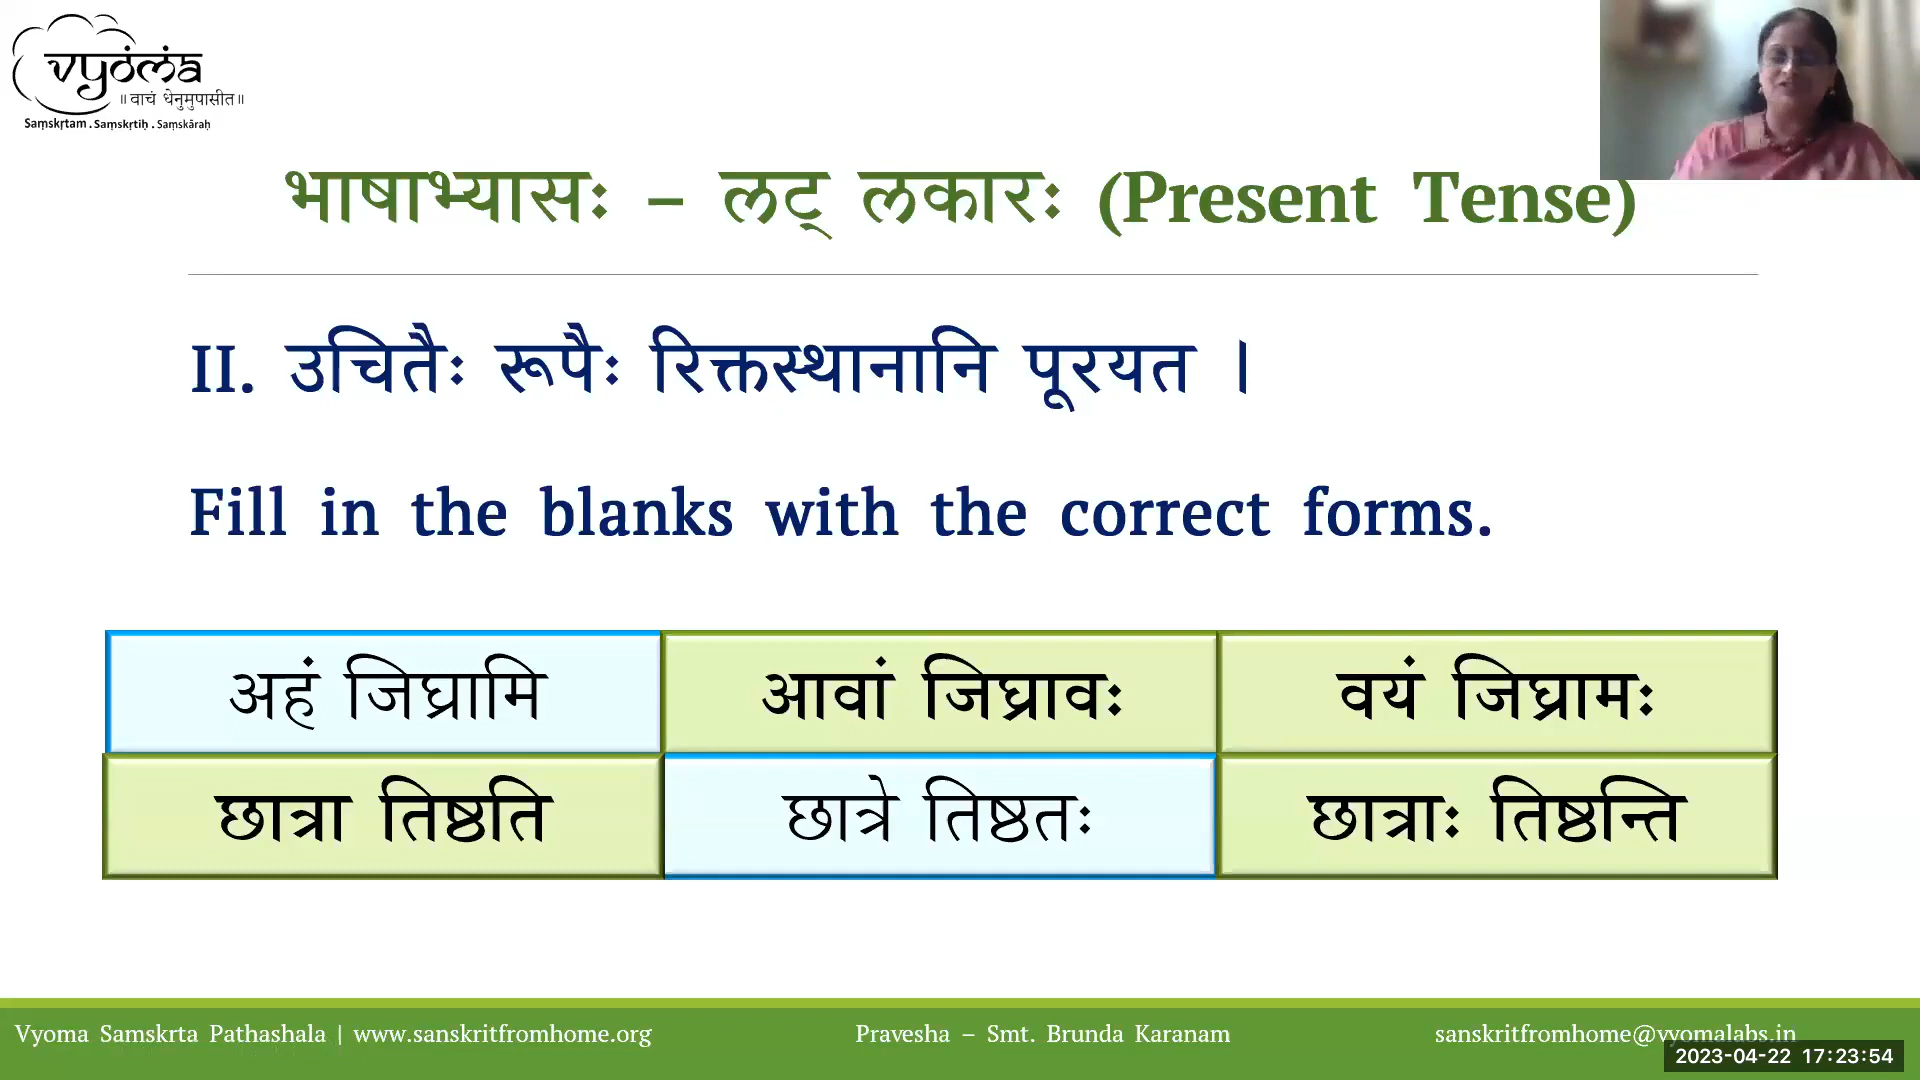 vyoma
॥वाचं धेनुमुपासीत॥
Saṃskṛtam . Saṃskṛtiḥ . Saṃskāraḥ
भाषाभ्यासः – लट् लकारः (Present Tense)
II. उचितैः रूपैः रिक्तस्थानानि पूरयत ।
Fill in the blanks with the correct forms.
अहं जिघ्रामि आवां जिघ्रावः वयं जिघ्रामः
छात्रा तिष्ठति छात्रे तिष्ठतः छात्राः तिष्ठन्ति
Vyoma Samskrta Pathashala | www.sanskritfromhome.org Pravesha – Smt. Brunda Karanam sanskritfromhome@vyomalabs.in
2023-04-22 17:23:54